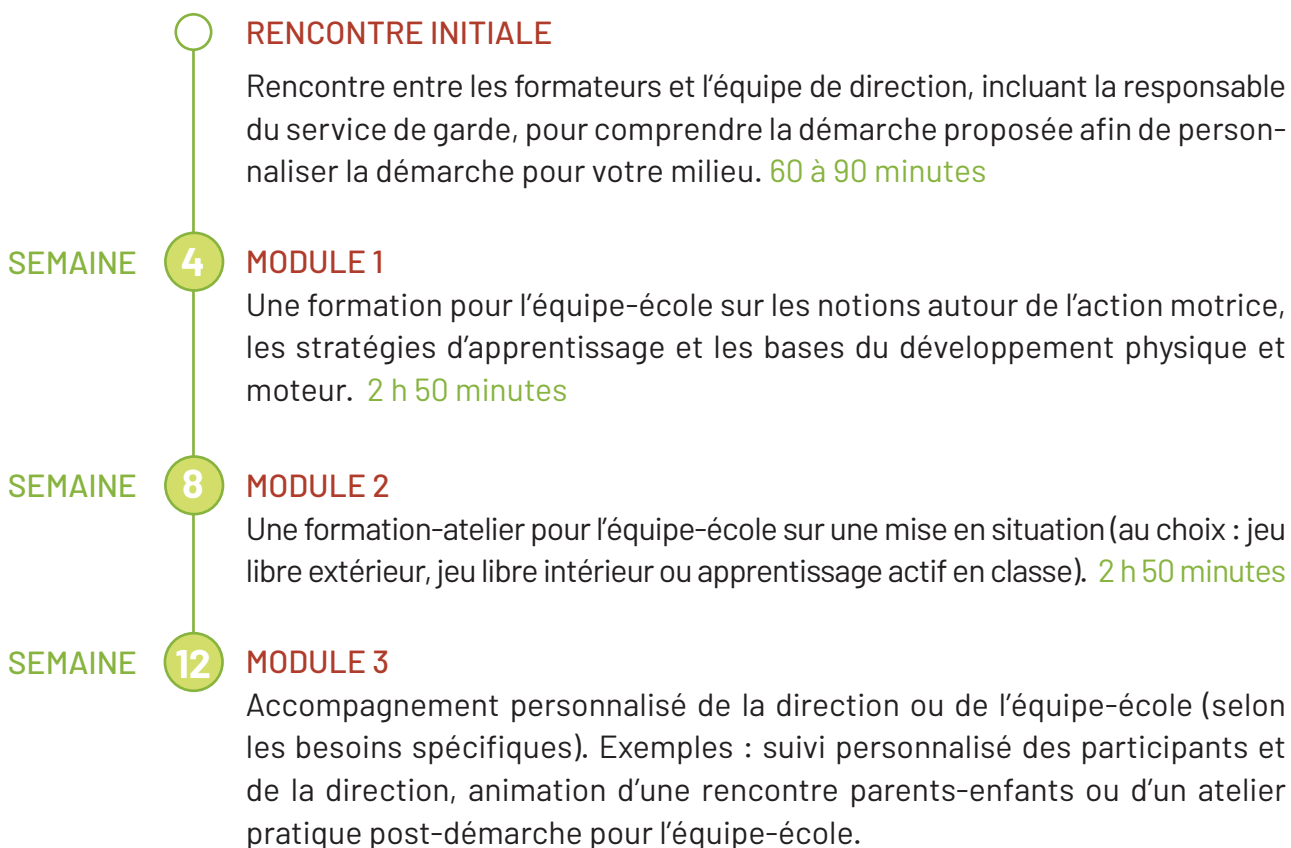 RENCONTRE INITIALE
Rencontre entre les formateurs et l'équipe de direction, incluant la responsable
du service de garde, pour comprendre la démarche proposée afin de person-
naliser la démarche pour votre milieu. 60 à 90 minutes
SEMAINE 4 MODULE 1
Une formation pour l'équipe-école sur les notions autour de l'action motrice,
les stratégies d'apprentissage et les bases du développement physique et
moteur. 2 h 50 minutes
SEMAINE 8 MODULE 2
Une formation-atelier pour l'équipe-école sur une mise en situation (au choix : jeu
libre extérieur, jeu libre intérieur ou apprentissage actif en classe). 2 h 50 minutes
SEMAINE 12 MODULE 3
Accompagnement personnalisé de la direction ou de l'équipe-école (selon
les besoins spécifiques). Exemples : suivi personnalisé des participants et
de la direction, animation d'une rencontre parents-enfants ou d'un atelier
pratique post-démarche pour l'équipe-école.